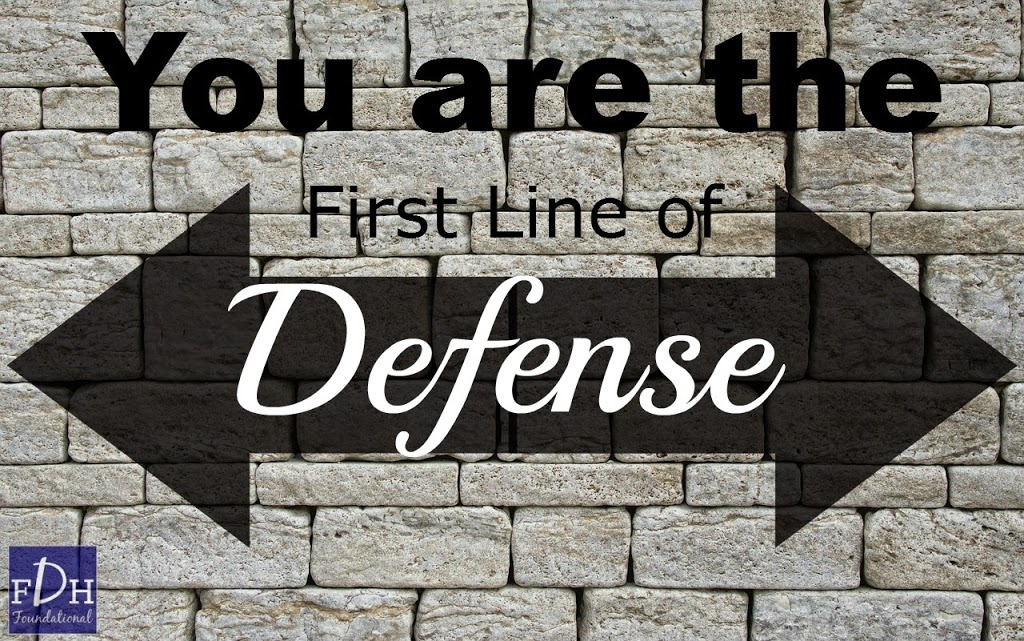 You are the
First Line of
Defense
FDH
Foundational